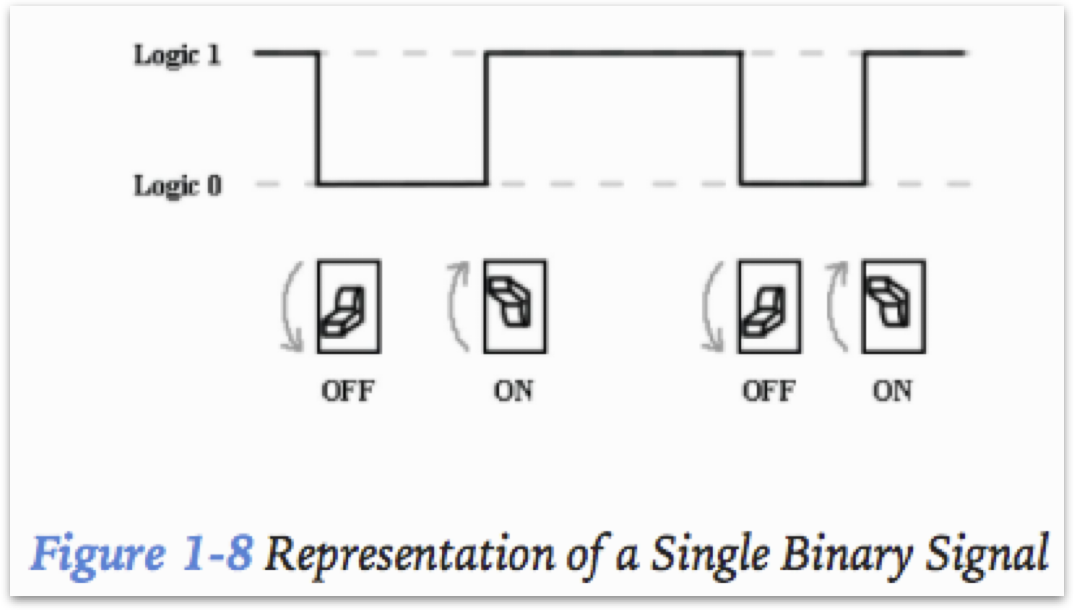 Logic 1
Logic 0
OFF ON OFF ON
Figure 1-8 Representation of a Single Binary Signal